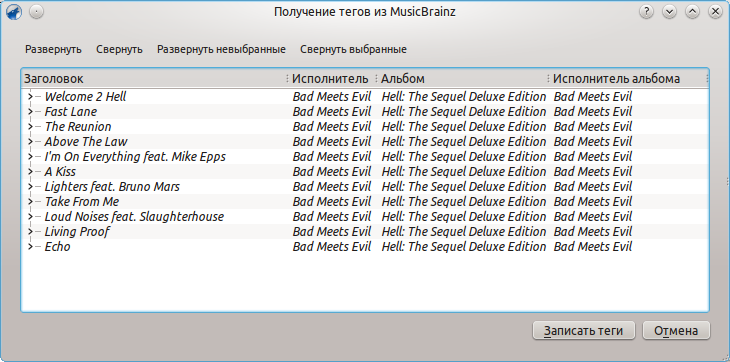 Получение тегов из MusicBrainz
Развернуть Свернуть Развернуть невыбранные Свернуть выбранные
Заголовок Исполнитель Альбом Исполнитель альбома
Welcome 2 Hell Bad Meets Evil Hell: The Sequel Deluxe Edition Bad Meets Evil
Fast Lane Bad Meets Evil Hell: The Sequel Deluxe Edition Bad Meets Evil
The Reunion Bad Meets Evil Hell: The Sequel Deluxe Edition Bad Meets Evil
Above The Law Bad Meets Evil Hell: The Sequel Deluxe Edition Bad Meets Evil
I'm On Everything feat. Mike Epps Bad Meets Evil Hell: The Sequel Deluxe Edition Bad Meets Evil
A Kiss Bad Meets Evil Hell: The Sequel Deluxe Edition Bad Meets Evil
Lighters feat. Bruno Mars Bad Meets Evil Hell: The Sequel Deluxe Edition Bad Meets Evil
Take From Me Bad Meets Evil Hell: The Sequel Deluxe Edition Bad Meets Evil
Loud Noises feat. Slaughterhouse Bad Meets Evil Hell: The Sequel Deluxe Edition Bad Meets Evil
Living Proof Bad Meets Evil Hell: The Sequel Deluxe Edition Bad Meets Evil
Echo Bad Meets Evil Hell: The Sequel Deluxe Edition Bad Meets Evil
Записать теги Отмена